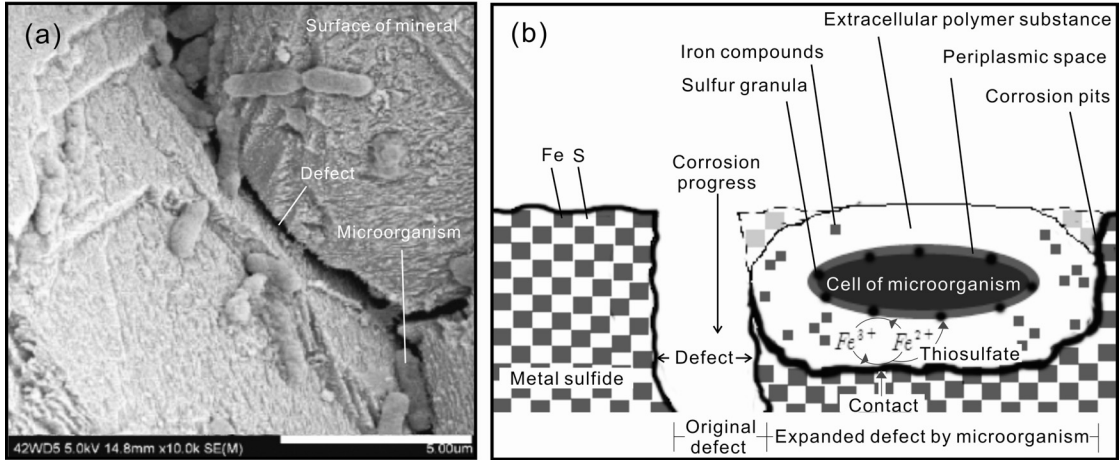 (a)
Surface of mineral
Defect
Microorganism
42WD5 5.0kV 14.8mm x10.0k SE(M)
5.00um
(b)
Extracellular polymer substance
Iron compounds
Periplasmic space
Sulfur granula
Corrosion pits
Fe S
Corrosion
progress
Cell of microorganism
Fe3+
Fe2+
Thiosulfate
Defect
Metal sulfide
Contact
Original
defect
Expanded defect by microorganism